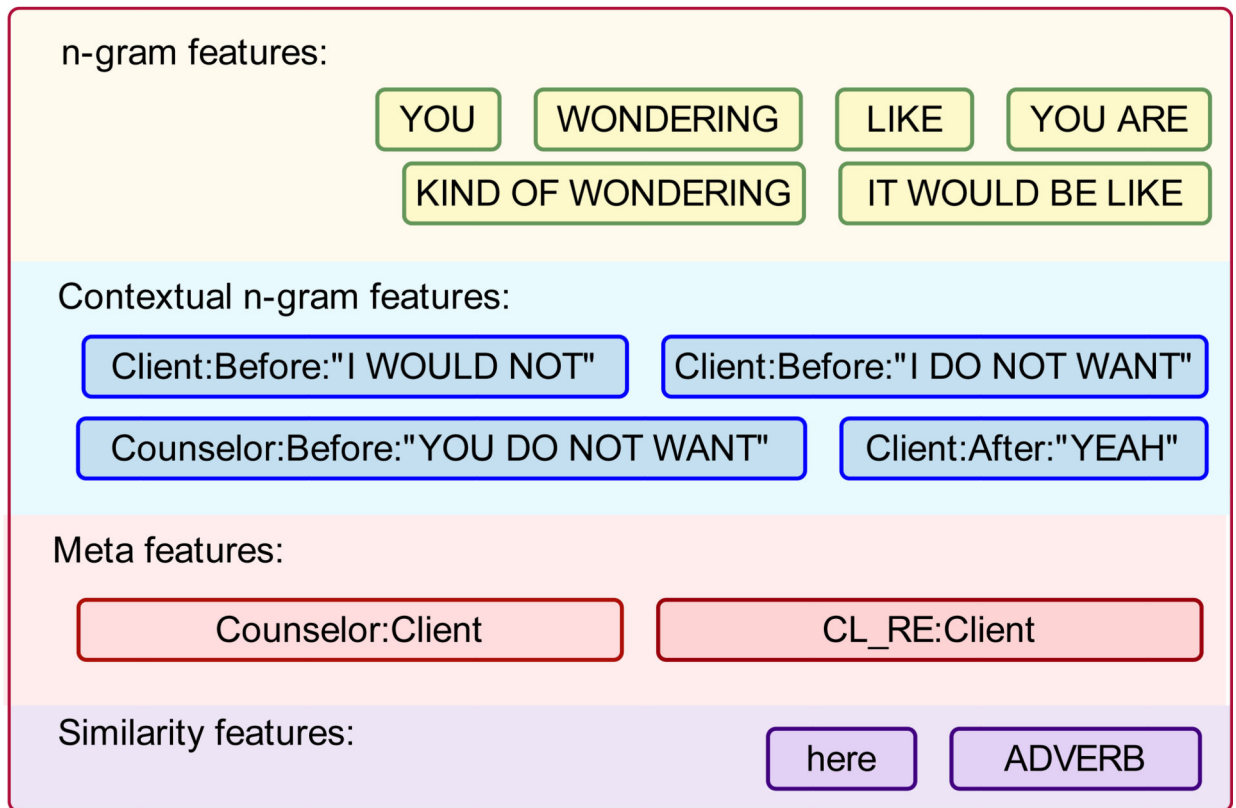 n-gram features:
YOU WONDERING LIKE YOU ARE
KIND OF WONDERING IT WOULD BE LIKE
Contextual n-gram features:
Client:Before:"I WOULD NOT" Client:Before:"I DO NOT WANT"
Counselor:Before:"YOU DO NOT WANT" Client:After:"YEAH"
Meta features:
Counselor:Client CL_RE:Client
Similarity features:
here ADVERB